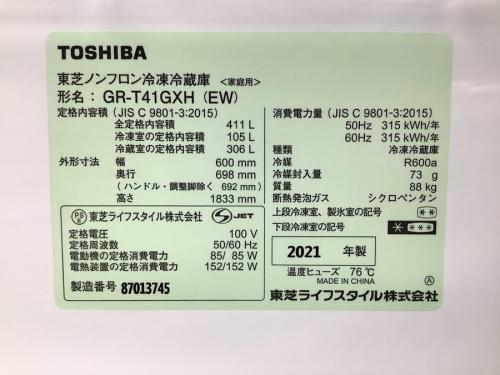 TOSHIBA
東芝ノンフロン冷凍冷蔵庫 <家庭用>
形名: GR-T41GXH (EW)
定格内容積 (JIS C 9801-3:2015)
全定格内容積 411 L
冷凍室の定格内容積 105 L
冷蔵室の定格内容積 306 L
外形寸法 幅 600 mm
奥行 698 mm
(ハンドル・調整脚除く 692 mm)
高さ 1833 mm
PS E 東芝ライフスタイル株式会社 S JET
定格電圧 100 V
定格周波数 50/60 Hz
電動機の定格消費電力 85/ 85 W
電熱装置の定格消費電力 152/152 W
製造番号 87013745
消費電力量 (JIS C 9801-3:2015)
50Hz 315 kWh/年
60Hz 315 kWh/年
種類 冷凍冷蔵庫
冷媒 R600a
冷媒封入量 73 g
質量 88 kg
断熱発泡ガス シクロペンタン
上段冷凍室、製氷室の記号 **
下段冷凍室の記号 * ***
2021 年製
温度ヒューズ 76 ℃
MADE IN CHINA
A
東芝ライフスタイル株式会社